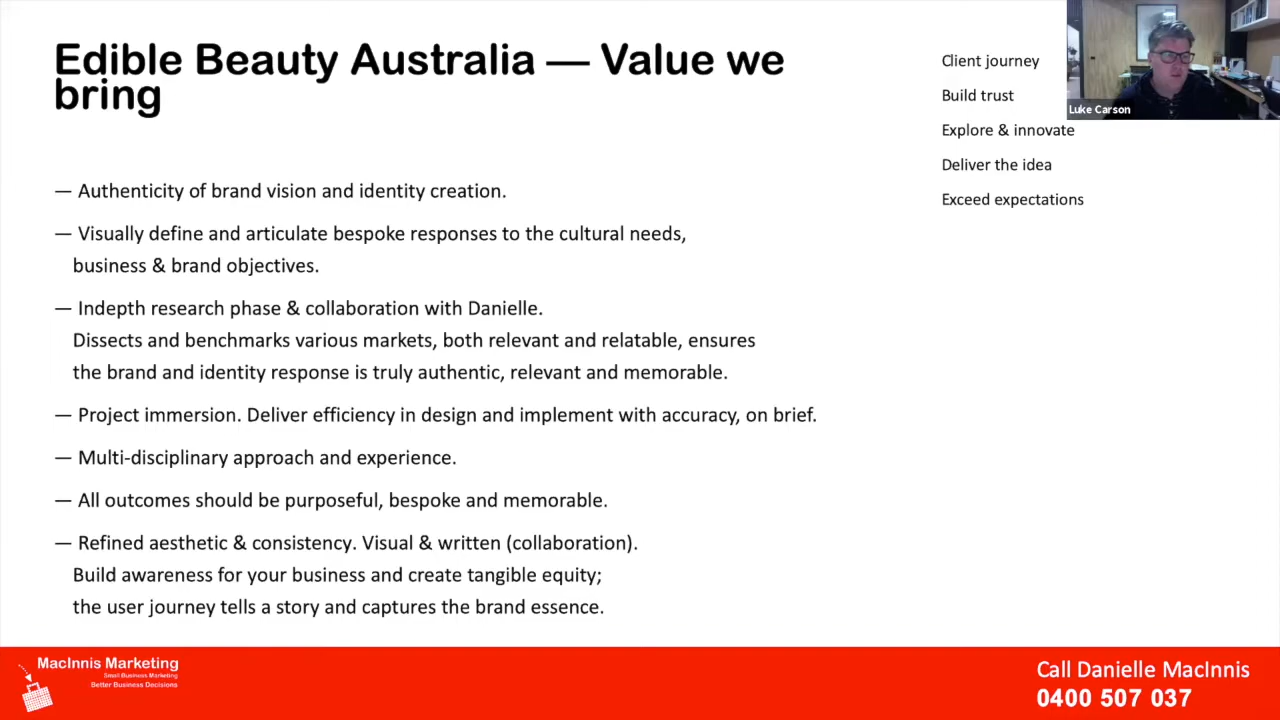 Edible Beauty Australia — Value we
bring
— Authenticity of brand vision and identity creation.
— Visually define and articulate bespoke responses to the cultural needs,
business & brand objectives.
— Indepth research phase & collaboration with Danielle.
Dissects and benchmarks various markets, both relevant and relatable, ensures
the brand and identity response is truly authentic, relevant and memorable.
— Project immersion. Deliver efficiency in design and implement with accuracy, on brief.
— Multi-disciplinary approach and experience.
— All outcomes should be purposeful, bespoke and memorable.
— Refined aesthetic & consistency. Visual & written (collaboration).
Build awareness for your business and create tangible equity;
the user journey tells a story and captures the brand essence.
Client journey
Build trust
Explore & innovate
Deliver the idea
Exceed expectations
Luke Carson
MacInnis Marketing
Small Business Marketing
Better Business Decisions
Call Danielle MacInnis
0400 507 037